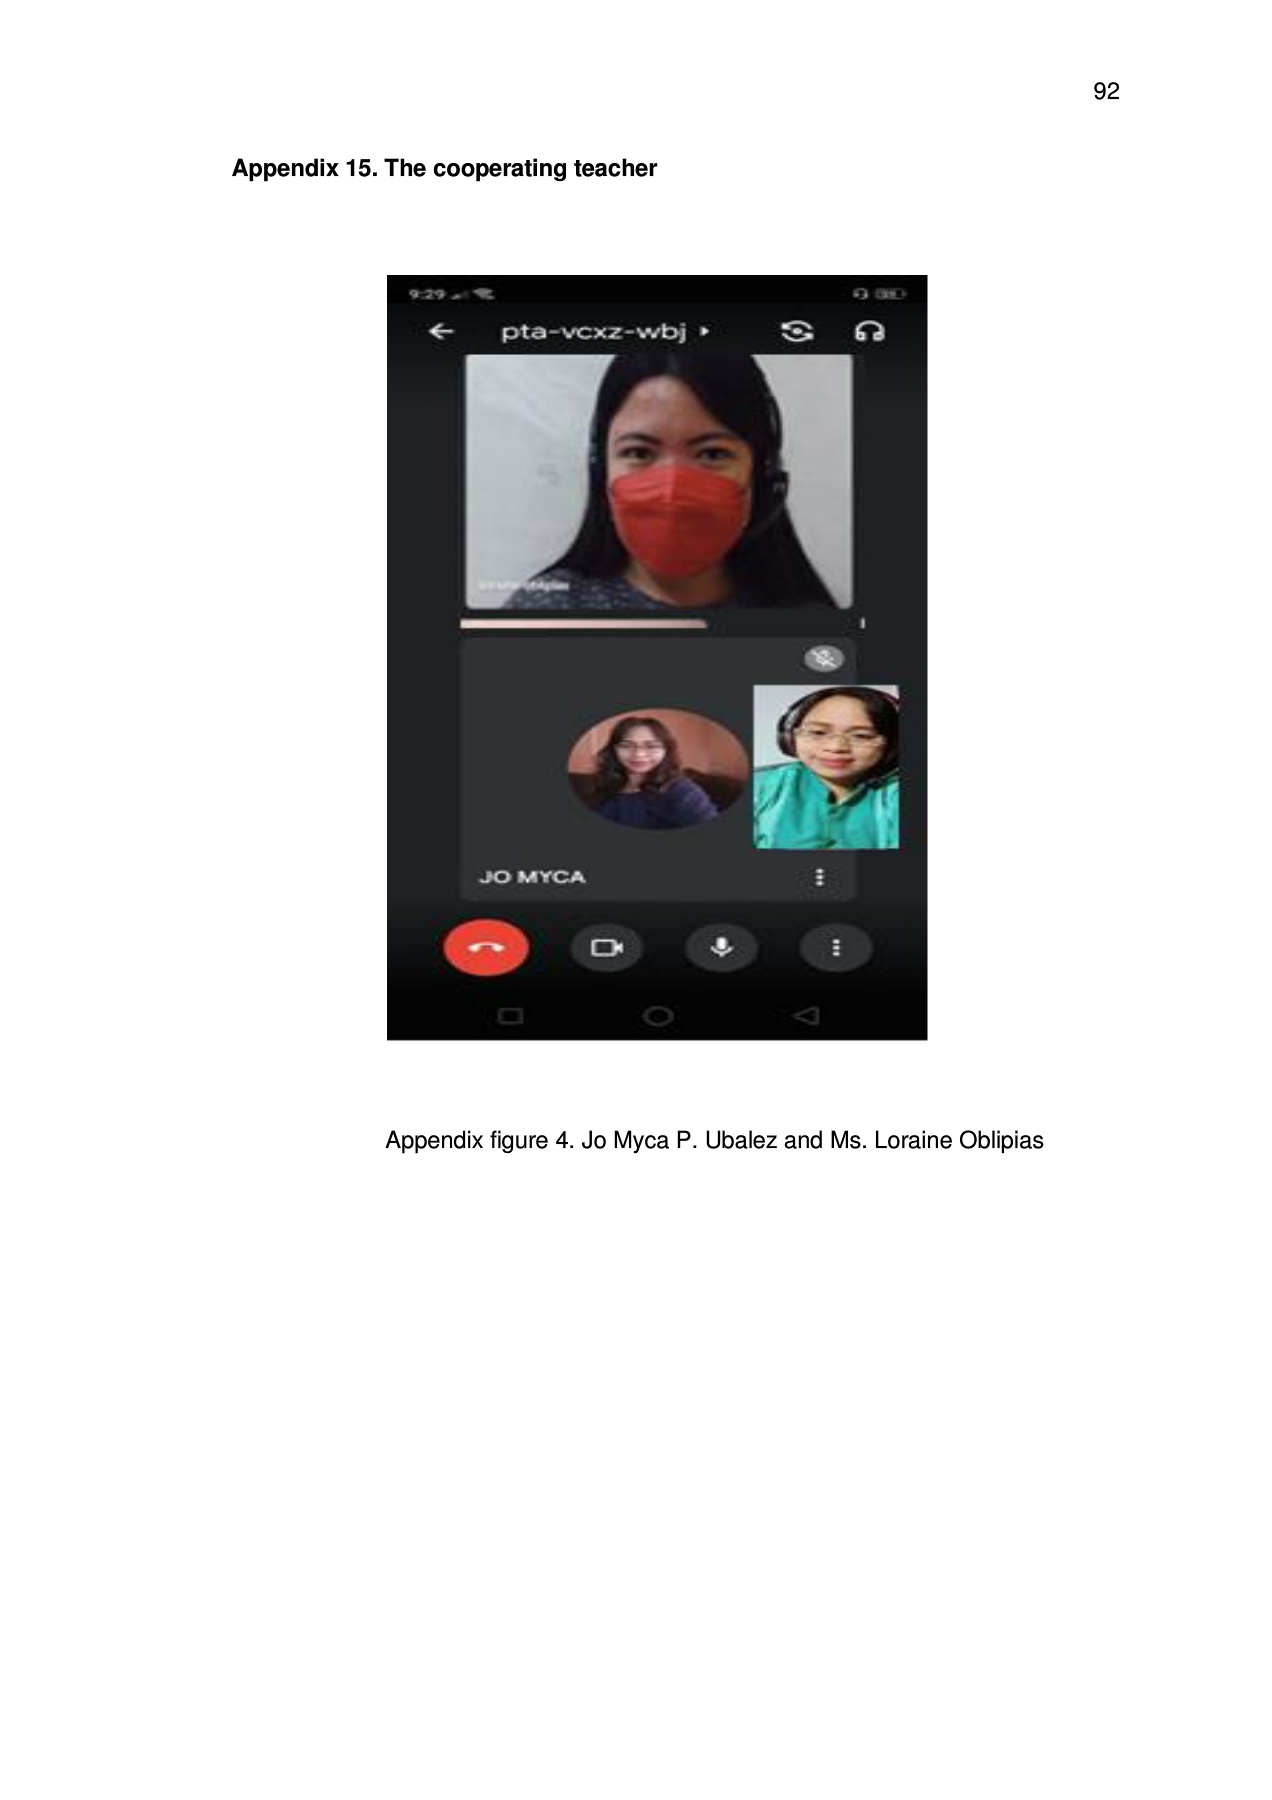 92
Appendix 15. The cooperating teacher
9:29
pta-vcxz-wbj
JO MYCA
Appendix figure 4. Jo Myca P. Ubalez and Ms. Loraine Oblipias